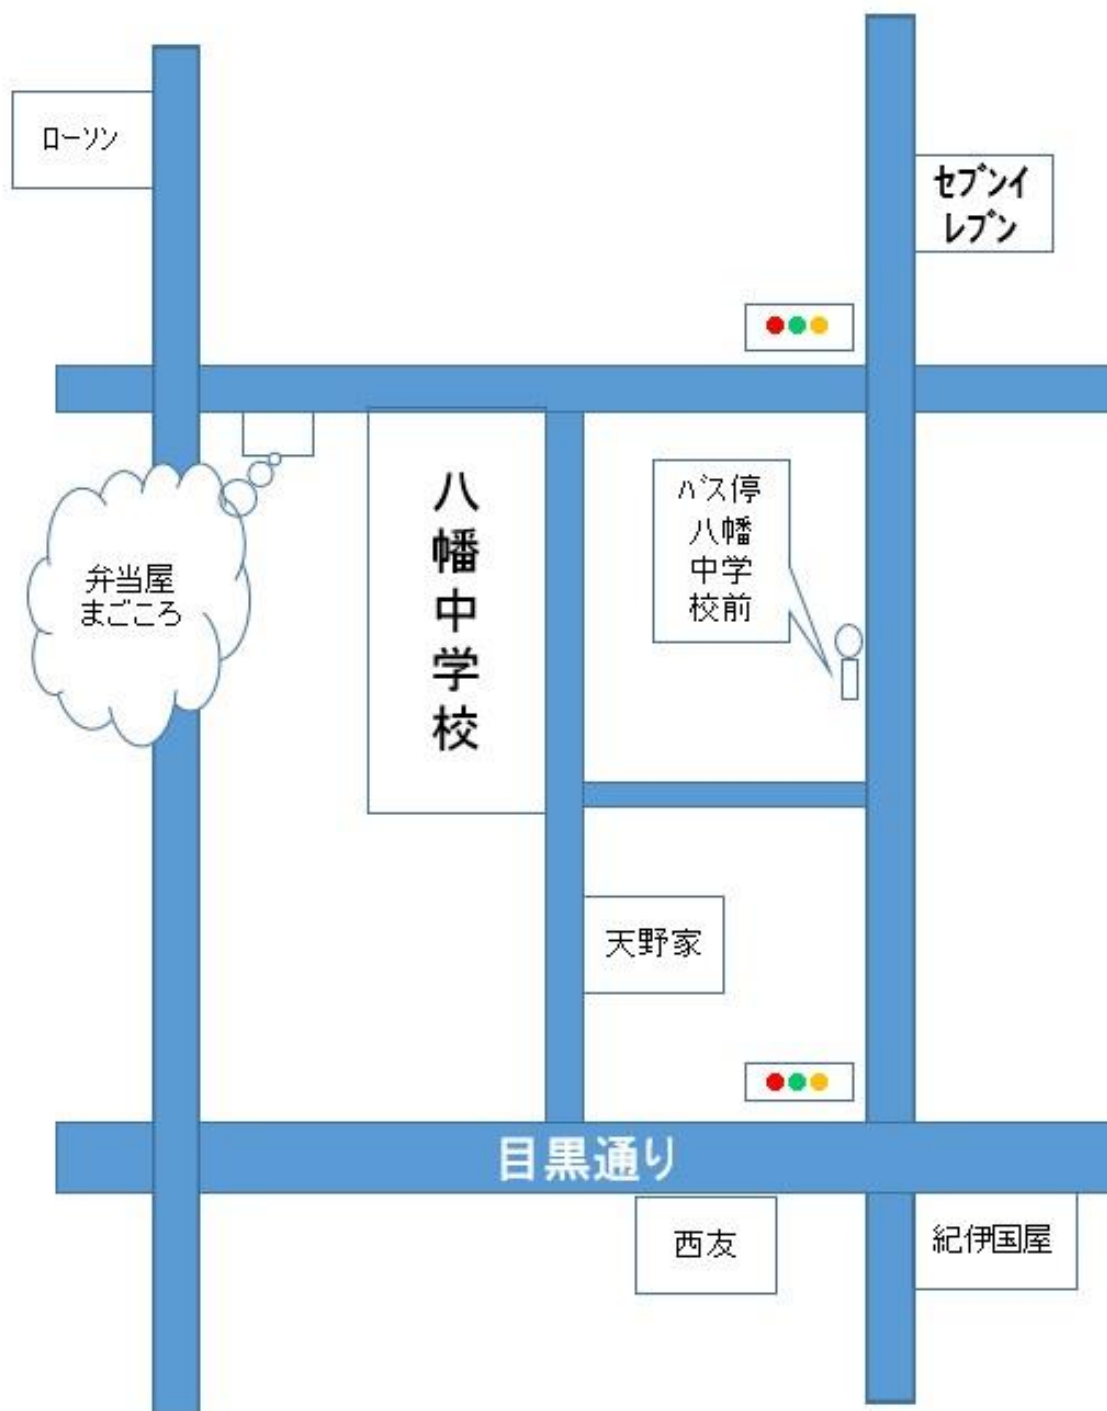 ローソン
セブンイ
レブン
バス停
八幡
中学
校前
八幡中学校
弁当屋
まごころ
天野家
目黒通り
西友
紀伊国屋